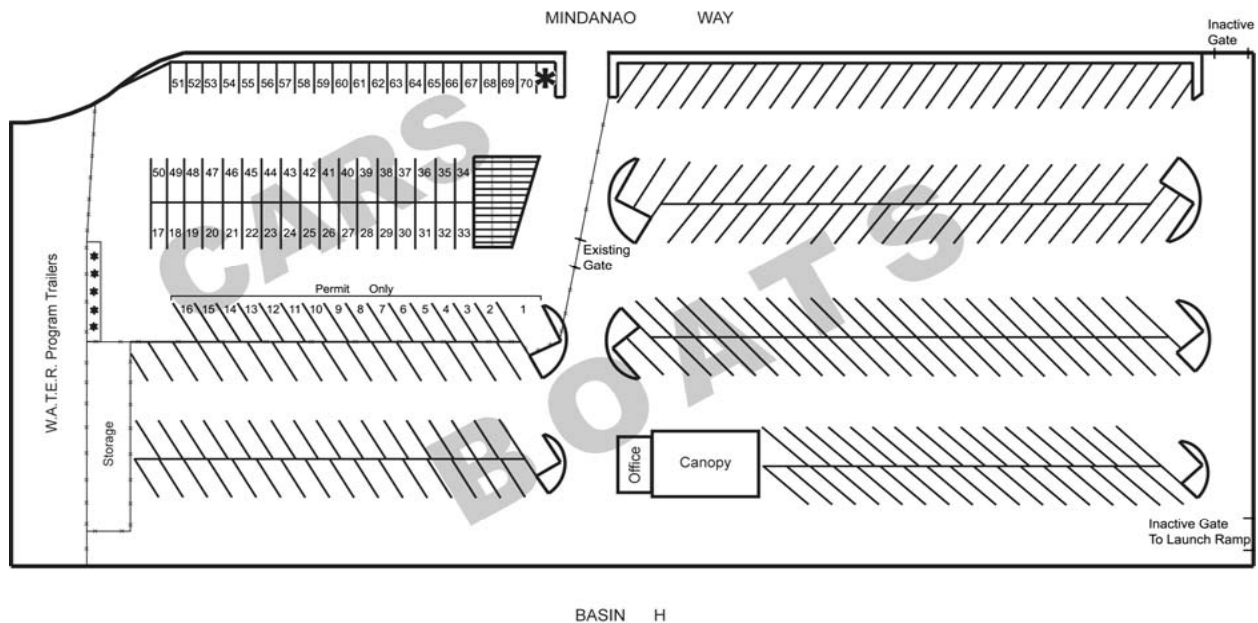 MINDANAO WAY
Inactive
Gate
51 52 53 54 55 56 57 58 59 60 61 62 63 64 65 66 67 68 69 70 *
50 49 48 47 46 45 44 43 42 41 40 39 38 37 36 35 34
17 18 19 20 21 22 23 24 25 26 27 28 29 30 31 32 33
CARS
BOATS
Existing
Gate
Permit Only
16 15 14 13 12 11 10 9 8 7 6 5 4 3 2 1
W.A.T.E.R. Program Trailers
* * * * *
Storage
Office
Canopy
Inactive Gate
To Launch Ramp
BASIN H